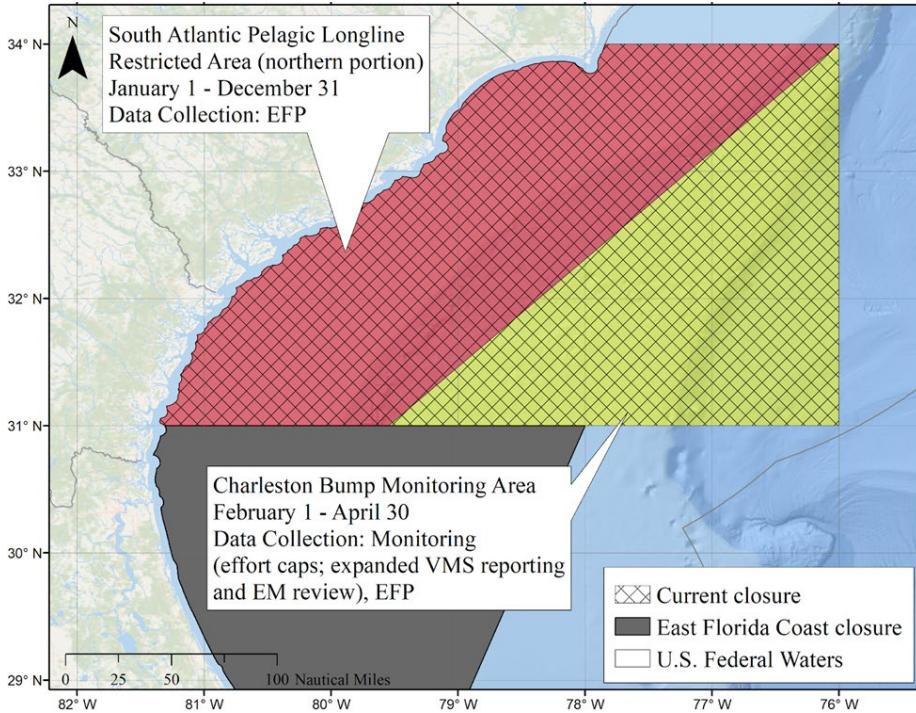 N
34° N
33° N
32° N
31° N
30° N
29° N
South Atlantic Pelagic Longline
Restricted Area (northern portion)
January 1 - December 31
Data Collection: EFP
Charleston Bump Monitoring Area
February 1 - April 30
Data Collection: Monitoring
(effort caps; expanded VMS reporting
and EM review), EFP
Current closure
East Florida Coast closure
U.S. Federal Waters
0 25 50 100 Nautical Miles
82° W 81° W 80° W 79° W 78° W 77° W 76° W